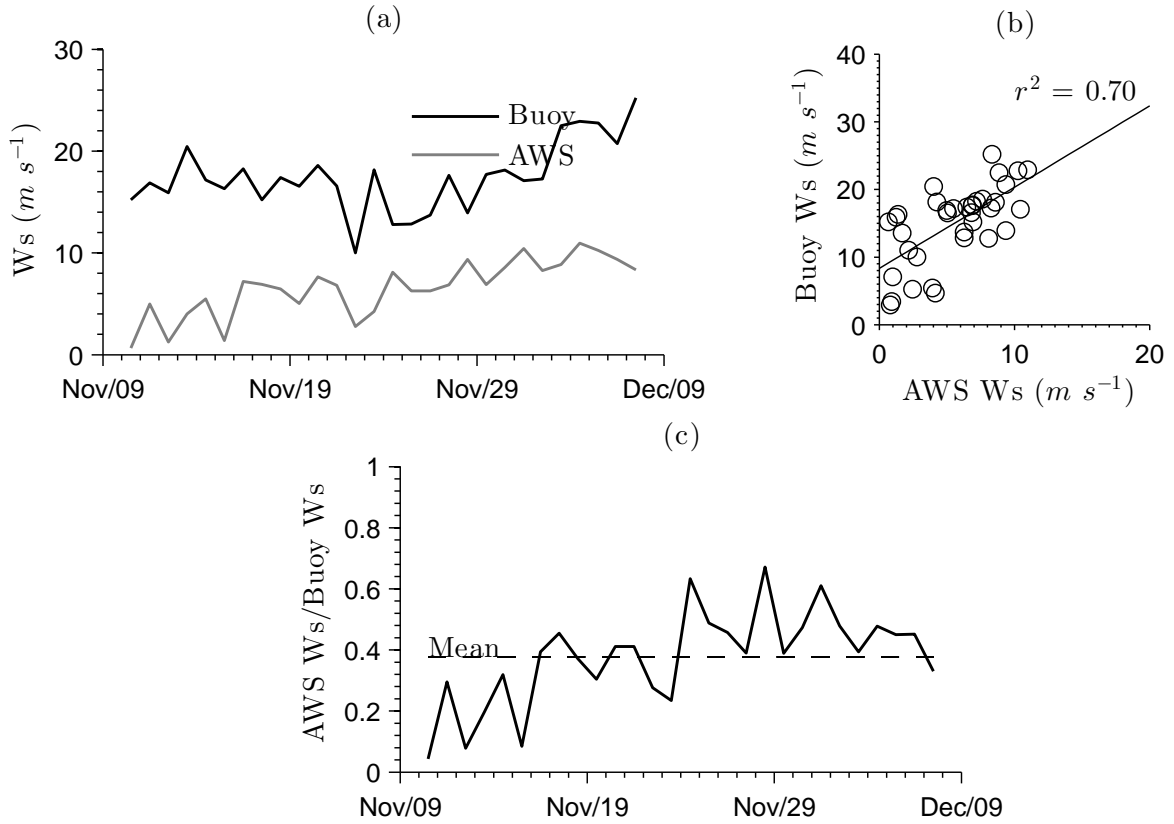 (a)
Ws (m s⁻¹)
30
20
10
0
Buoy
AWS
Nov/09 Nov/19 Nov/29 Dec/09
(b)
Buoy Ws (m s⁻¹)
40
30
20
10
0
r² = 0.70
0 10 20
AWS Ws (m s⁻¹)
(c)
AWS Ws/Buoy Ws
1
0.8
0.6
0.4
0.2
0
Mean
Nov/09 Nov/19 Nov/29 Dec/09